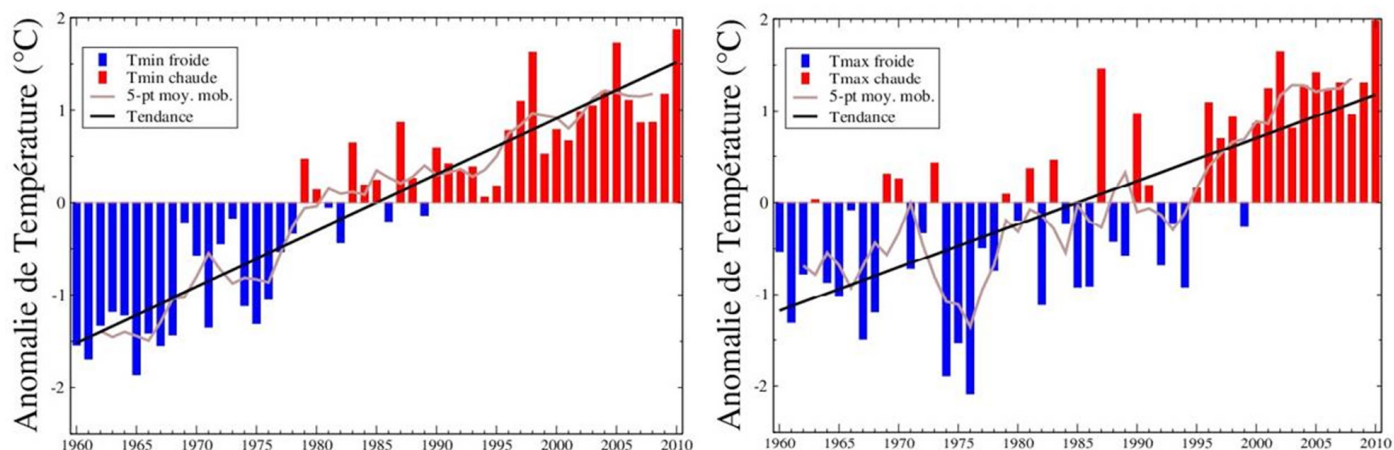 Anomalie de Température (°C)
2
1
0
-1
-2
Tmin froide
Tmin chaude
5-pt moy. mob.
Tendance
1960 1965 1970 1975 1980 1985 1990 1995 2000 2005 2010
Anomalie de Température (°C)
2
1
0
-1
-2
Tmax froide
Tmax chaude
5-pt moy. mob.
Tendance
1960 1965 1970 1975 1980 1985 1990 1995 2000 2005 2010